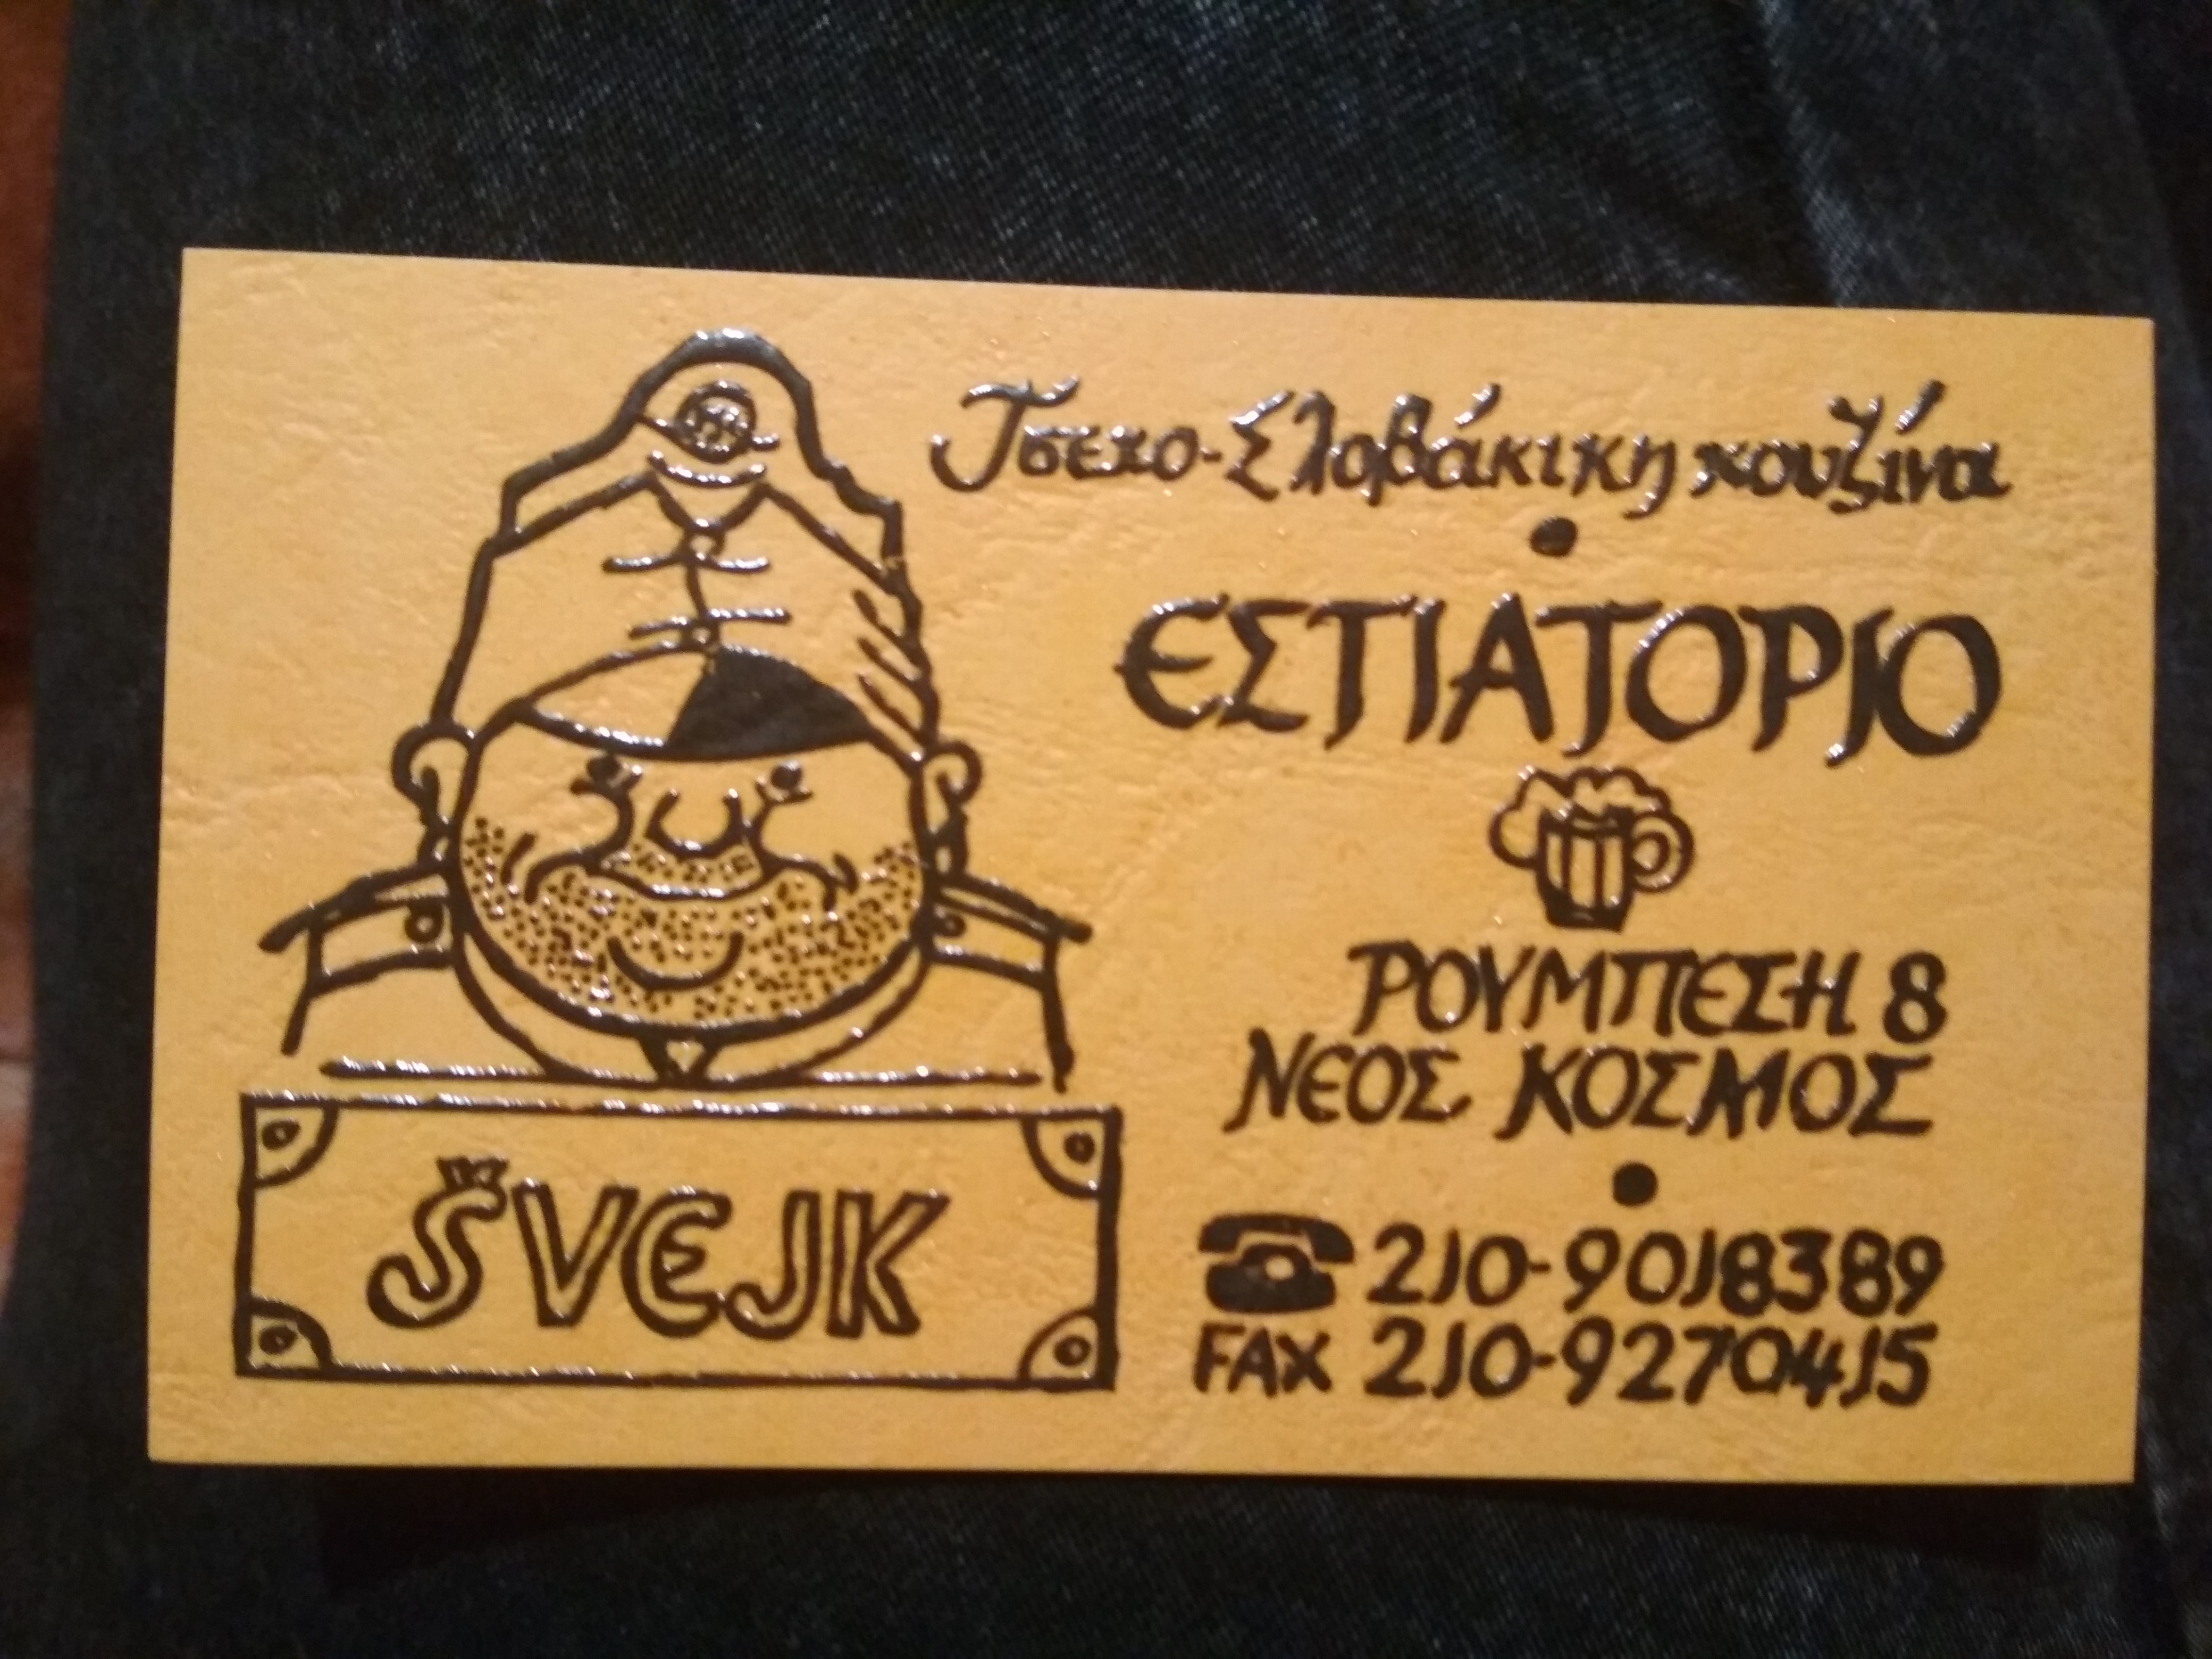 Τσεχο-Σλοβάκικη κουζίνα
ΕΣΤΙΑΤΟΡΙΟ
ΡΟΥΜΠΕΣΗ 8
ΝΕΟΣ ΚΟΣΜΟΣ
210-9018389
FAX 210-9270415
ŠVEJK